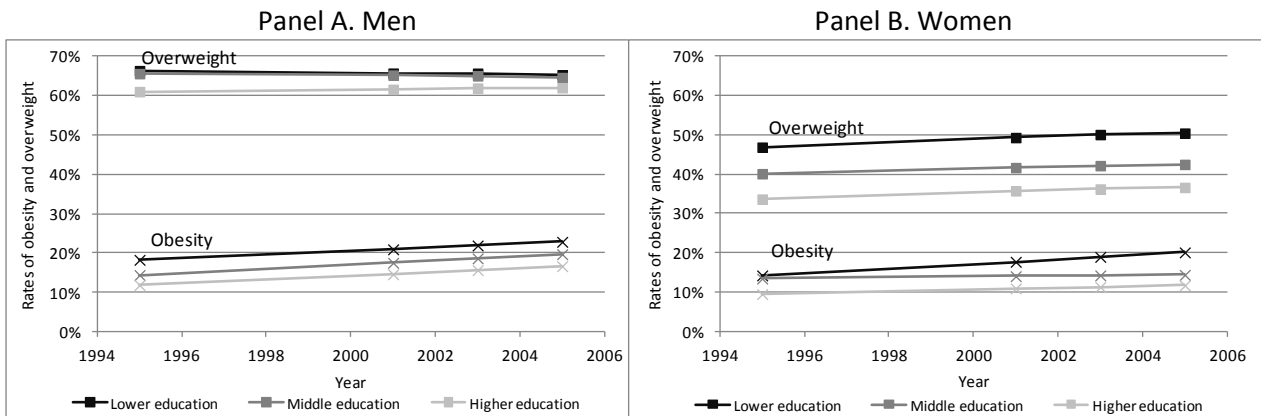 Panel A. Men
Rates of obesity and overweight
70%
60%
50%
40%
30%
20%
10%
0%
Overweight
Obesity
1994 1996 1998 2000 2002 2004 2006
Year
Lower education Middle education Higher education
Panel B. Women
Rates of obesity and overweight
70%
60%
50%
40%
30%
20%
10%
0%
Overweight
Obesity
1994 1996 1998 2000 2002 2004 2006
Year
Lower education Middle education Higher education